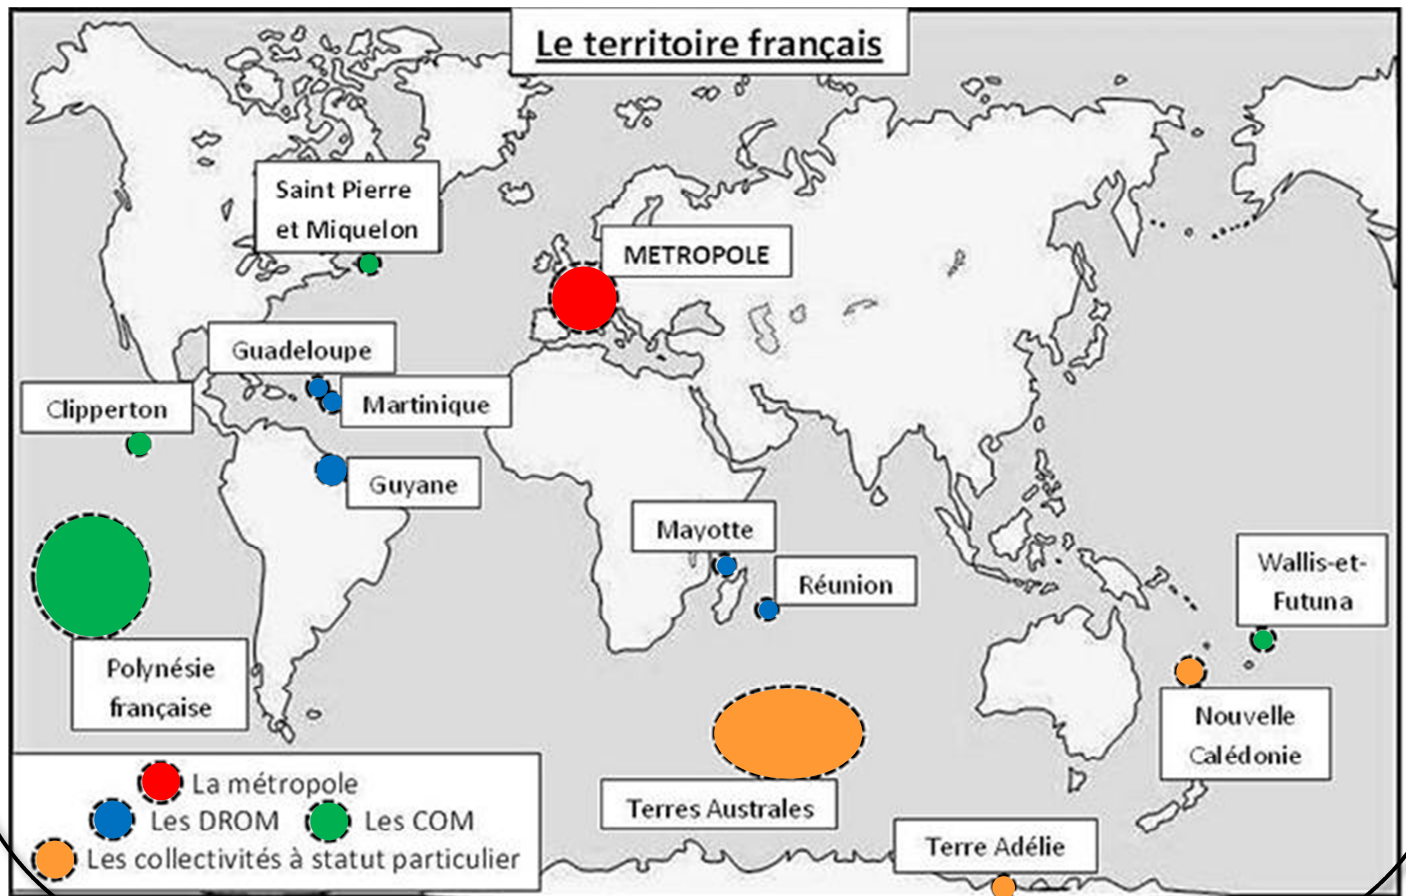 Le territoire français
Saint Pierre
et Miquelon
METROPOLE
Guadeloupe
Martinique
Clipperton
Guyane
Mayotte
Réunion
Wallis-et-
Futuna
Polynésie
française
Nouvelle
Calédonie
Terres Australes
Terre Adélie
La métropole
Les DROM
Les COM
Les collectivités à statut particulier